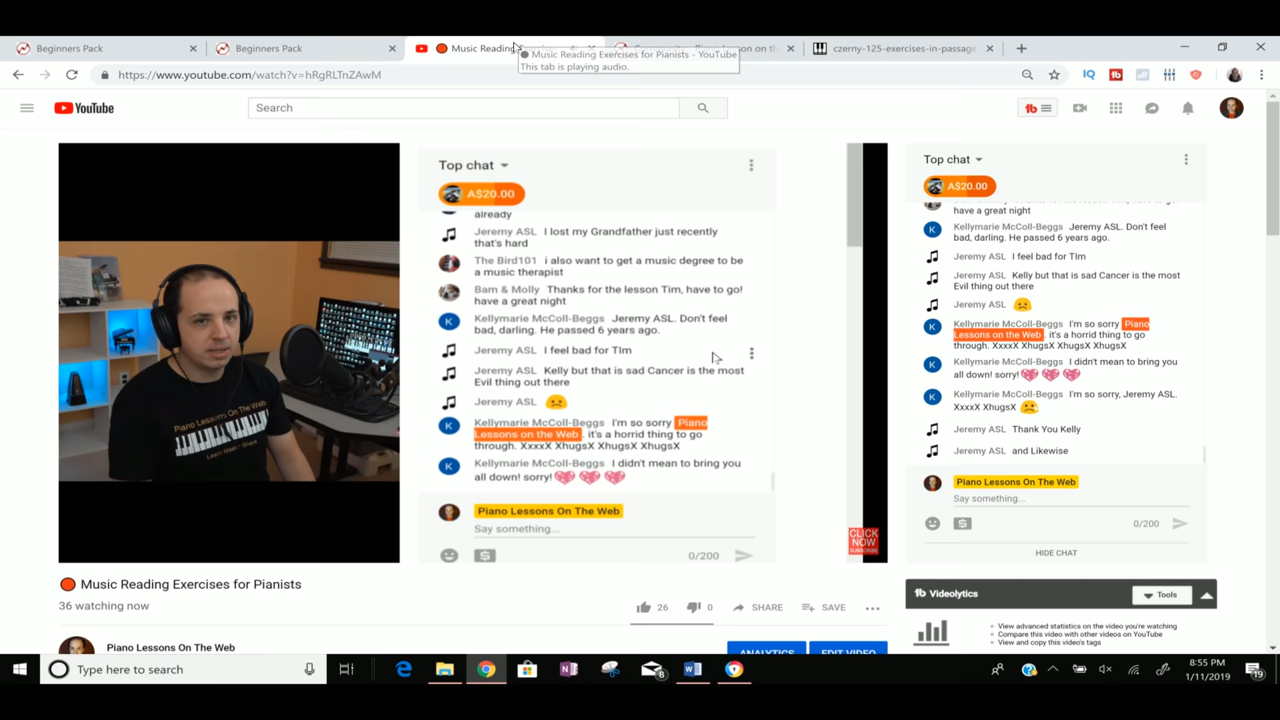 Beginners Pack
Beginners Pack
Music Reading
czerny-125-exercises-in-passage
Music Reading Exercises for Pianists - YouTube
This tab is playing audio.
https://www.youtube.com/watch?v=hRgRLTnZAwM
YouTube
Search
Top chat
A$20.00
already
Jeremy ASL I lost my Grandfather just recently
that's hard
The Bird101 i also want to get a music degree to be
a music therapist
Bam & Molly Thanks for the lesson Tim, have to go!
have a great night
Kellymarie McColl-Beggs Jeremy ASL. Don't feel
bad, darling. He passed 6 years ago.
Jeremy ASL I feel bad for TIm
Jeremy ASL Kelly but that is sad Cancer is the most
Evil thing out there
Jeremy ASL ☹️
Kellymarie McColl-Beggs I'm so sorry Piano
Lessons on the Web. it's a horrid thing to go
through. XxxxX XhugsX XhugsX XhugsX
Kellymarie McColl-Beggs I didn't mean to bring you
all down! sorry! 💖 💖 💖
Piano Lessons On The Web
Say something...
0/200
Piano Lessons On The Web
Learn Music - Share
CLICK
NOW
SUBSCRIBE
Top chat
A$20.00
have a great night
Kellymarie McColl-Beggs Jeremy ASL. Don't feel
bad, darling. He passed 6 years ago.
Jeremy ASL I feel bad for TIm
Jeremy ASL Kelly but that is sad Cancer is the most
Evil thing out there
Jeremy ASL ☹️
Kellymarie McColl-Beggs I'm so sorry Piano
Lessons on the Web. it's a horrid thing to go
through. XxxxX XhugsX XhugsX XhugsX
Kellymarie McColl-Beggs I didn't mean to bring you
all down! sorry! 💖 💖 💖
Kellymarie McColl-Beggs I'm so sorry, Jeremy ASL.
XxxxX XhugsX ☹️
Jeremy ASL Thank You Kelly
Jeremy ASL and Likewise
Piano Lessons On The Web
Say something...
0/200
HIDE CHAT
Music Reading Exercises for Pianists
36 watching now
26
0
SHARE
SAVE
Piano Lessons On The Web
ANALYTICS
EDIT VIDEO
Videolytics
Tools
View advanced statistics on the video you're watching
Compare this video with other videos on YouTube
View and copy this video's tags
Type here to search
8
8:55 PM
1/11/2019
19